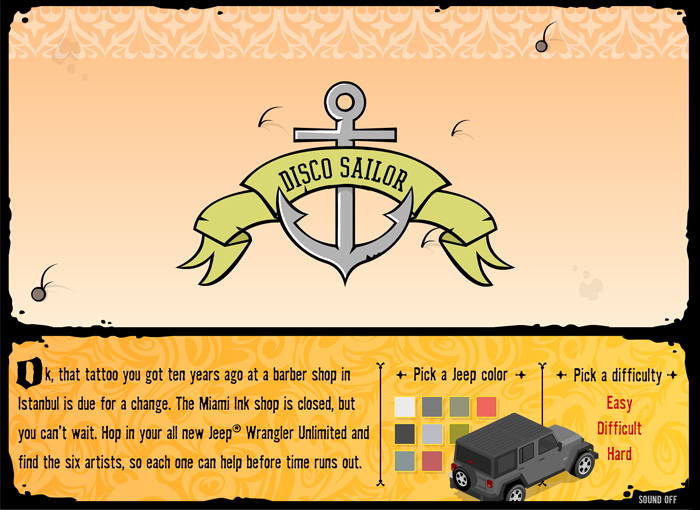 DISCO SAILOR
Ok, that tattoo you got ten years ago at a barber shop in
Istanbul is due for a change. The Miami Ink shop is closed, but
you can't wait. Hop in your all new Jeep® Wrangler Unlimited and
find the six artists, so each one can help before time runs out.
Pick a Jeep color
Pick a difficulty
Easy
Difficult
Hard
SOUND OFF